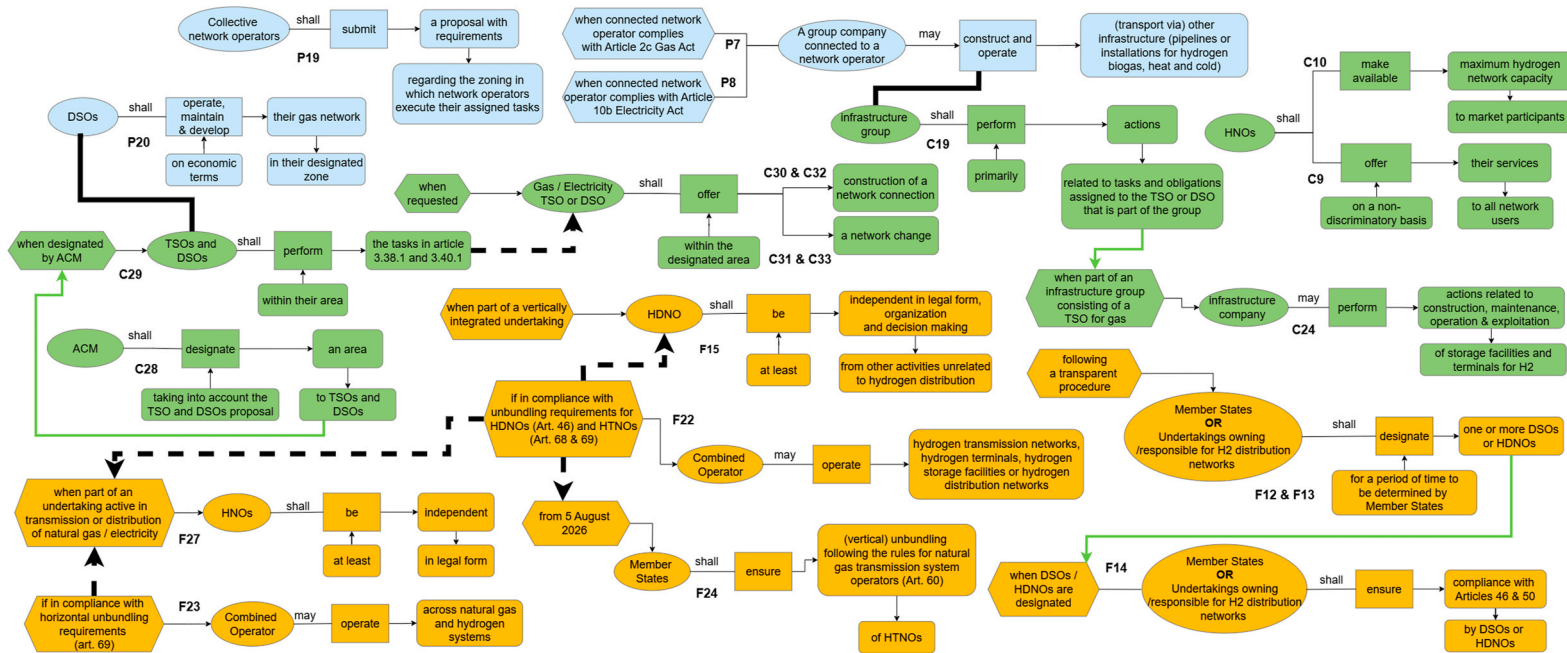 Collective
network operators
shall
submit
a proposal with
requirements
P19
regarding the zoning in
which network operators
execute their assigned tasks
when connected network
operator complies
with Article 2c Gas Act
P7
P8
when connected network
operator complies with Article
10b Electricity Act
A group company
connected to a
network operator
may
construct and
operate
(transport via) other
infrastructure (pipelines or
installations for hydrogen
biogas, heat and cold)
DSOs
shall
operate,
maintain
& develop
their gas network
P20
on economic
terms
in their designated
zone
infrastructure
group
shall
perform
actions
C19
primarily
related to tasks and obligations
assigned to the TSO or DSO
that is part of the group
C10
make
available
maximum hydrogen
network capacity
to market participants
HNOs
shall
offer
their services
C9
on a non-
discriminatory basis
to all network
users
when
requested
Gas / Electricity
TSO or DSO
shall
offer
C30 & C32
construction of a
network connection
a network change
within the
designated area
C31 & C33
when designated
by ACM
C29
TSOs and
DSOs
shall
perform
the tasks in article
3.38.1 and 3.40.1
within their area
ACM
shall
designate
an area
C28
taking into account the
TSO and DSOs proposal
to TSOs and
DSOs
when part of an
infrastructure group
consisting of a
TSO for gas
infrastructure
company
may
perform
actions related to
construction, maintenance,
operation & exploitation
C24
of storage facilities and
terminals for H2
when part of a vertically
integrated undertaking
HDNO
shall
be
independent in legal form,
organization
and decision making
F15
at least
from other activities unrelated
to hydrogen distribution
if in compliance with
unbundling requirements for
HDNOs (Art. 46) and HTNOs
(Art. 68 & 69)
F22
Combined
Operator
may
operate
hydrogen transmission networks,
hydrogen terminals, hydrogen
storage facilities or hydrogen
distribution networks
following
a transparent
procedure
Member States
OR
Undertakings owning
/responsible for H2 distribution
networks
shall
designate
one or more DSOs
or HDNOs
F12 & F13
for a period of time to
be determined by
Member States
when part of an
undertaking active in
transmission or distribution
of natural gas / electricity
F27
HNOs
shall
be
independent
at least
in legal form
from 5 August
2026
Member
States
shall
ensure
F24
(vertical) unbundling
following the rules for natural
gas transmission system
operators (Art. 60)
of HTNOs
if in compliance with
horizontal unbundling
requirements
(art. 69)
F23
Combined
Operator
may
operate
across natural gas
and hydrogen
systems
when DSOs /
HDNOs are
designated
F14
Member States
OR
Undertakings owning
/responsible for H2 distribution
networks
shall
ensure
compliance with
Articles 46 & 50
by DSOs or
HDNOs